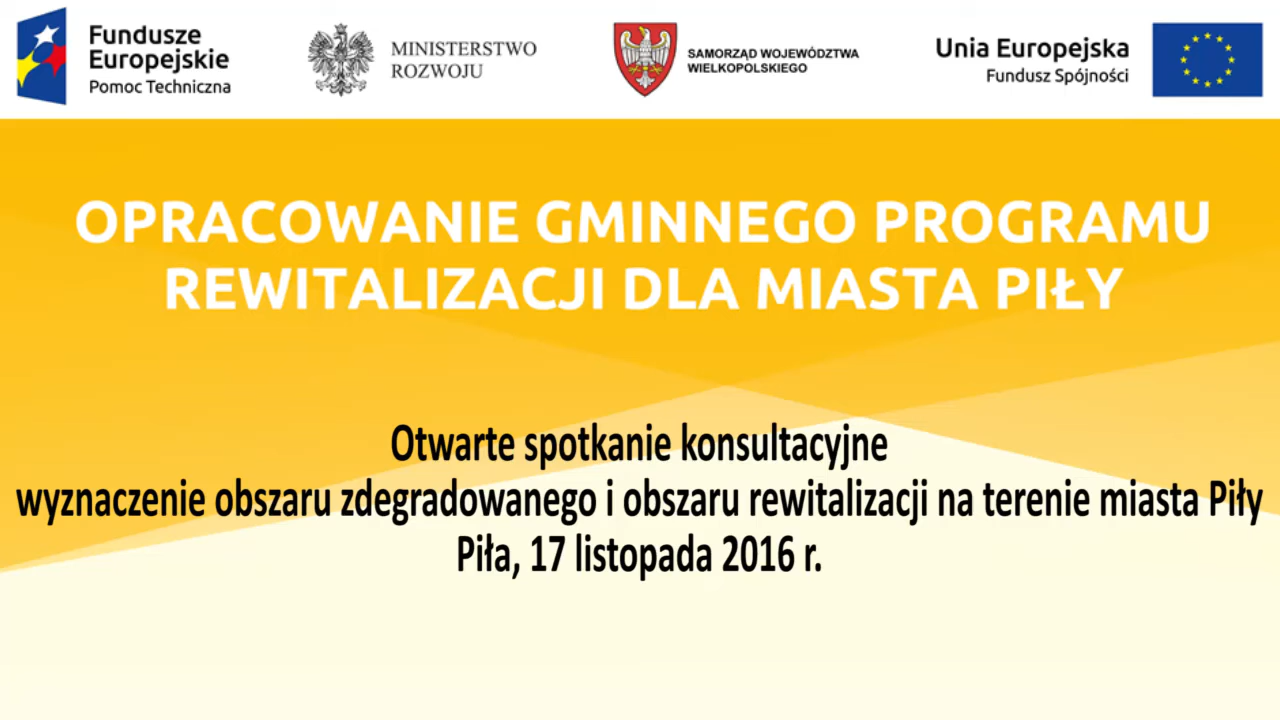 Fundusze
Europejskie
Pomoc Techniczna
MINISTERSTWO
ROZWOJU
SAMORZĄD WOJEWÓDZTWA
WIELKOPOLSKIEGO
Unia Europejska
Fundusz Spójności
OPRACOWANIE GMINNEGO PROGRAMU
REWITALIZACJI DLA MIASTA PIŁY
Otwarte spotkanie konsultacyjne
wyznaczenie obszaru zdegradowanego i obszaru rewitalizacji na terenie miasta Piły
Piła, 17 listopada 2016 r.